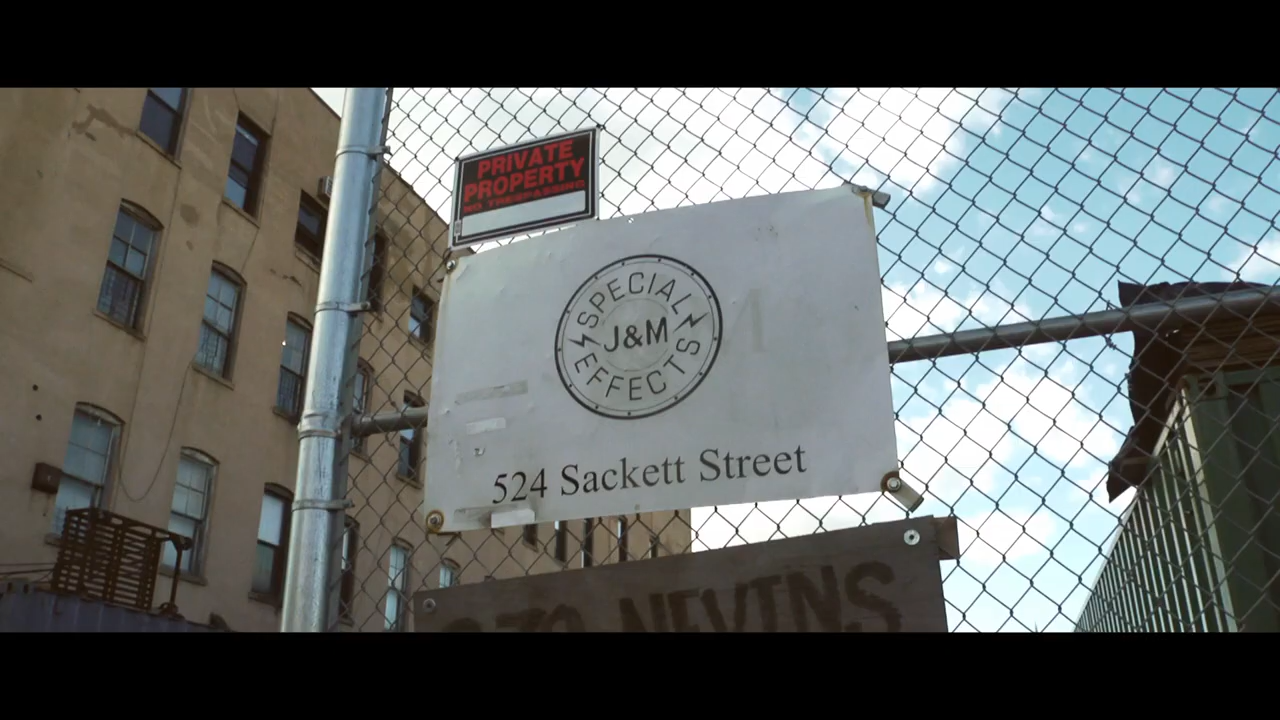 PRIVATE
PROPERTY
NO TRESPASSING
SPECIAL
J&M
EFFECTS
524 Sackett Street
NEVINS